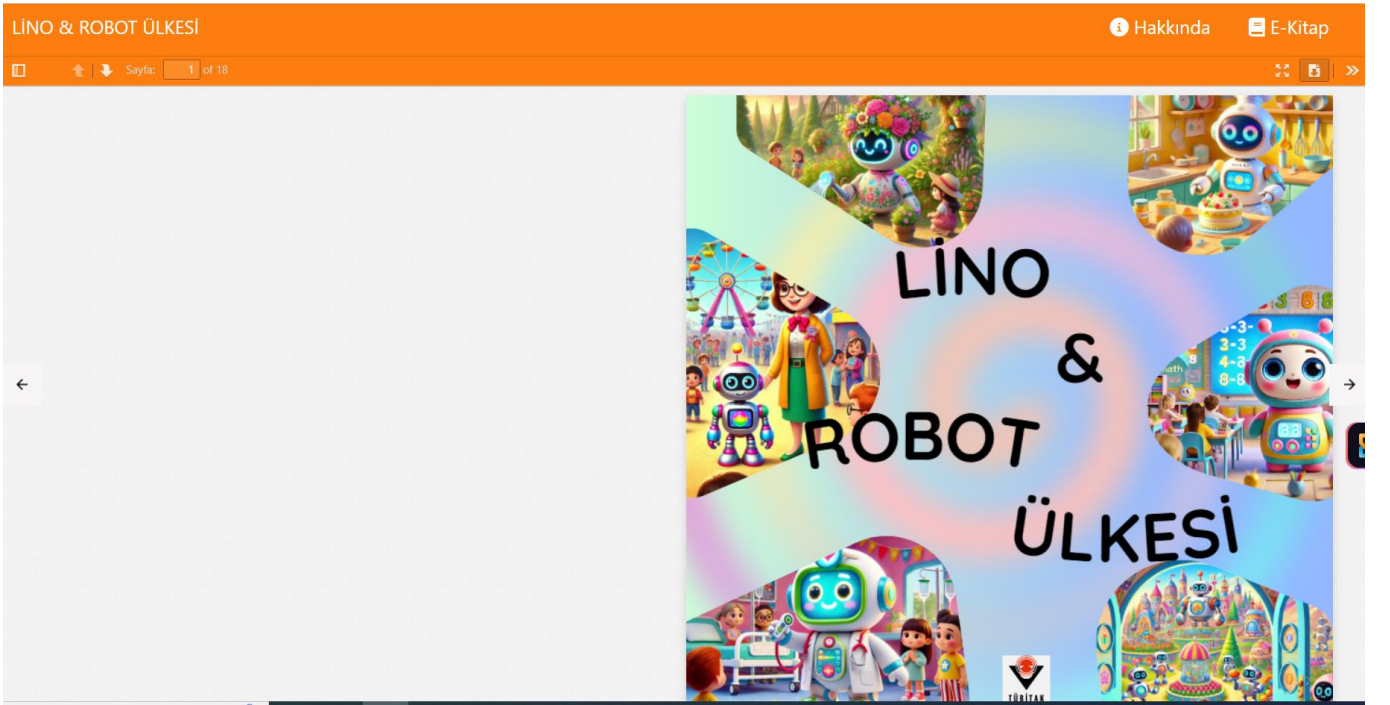 LİNO & ROBOT ÜLKESİ
Hakkında
E-Kitap
Sayfa: 1 of 18
LİNO
&
ROBOT
ÜLKESİ
TÜBİTAK